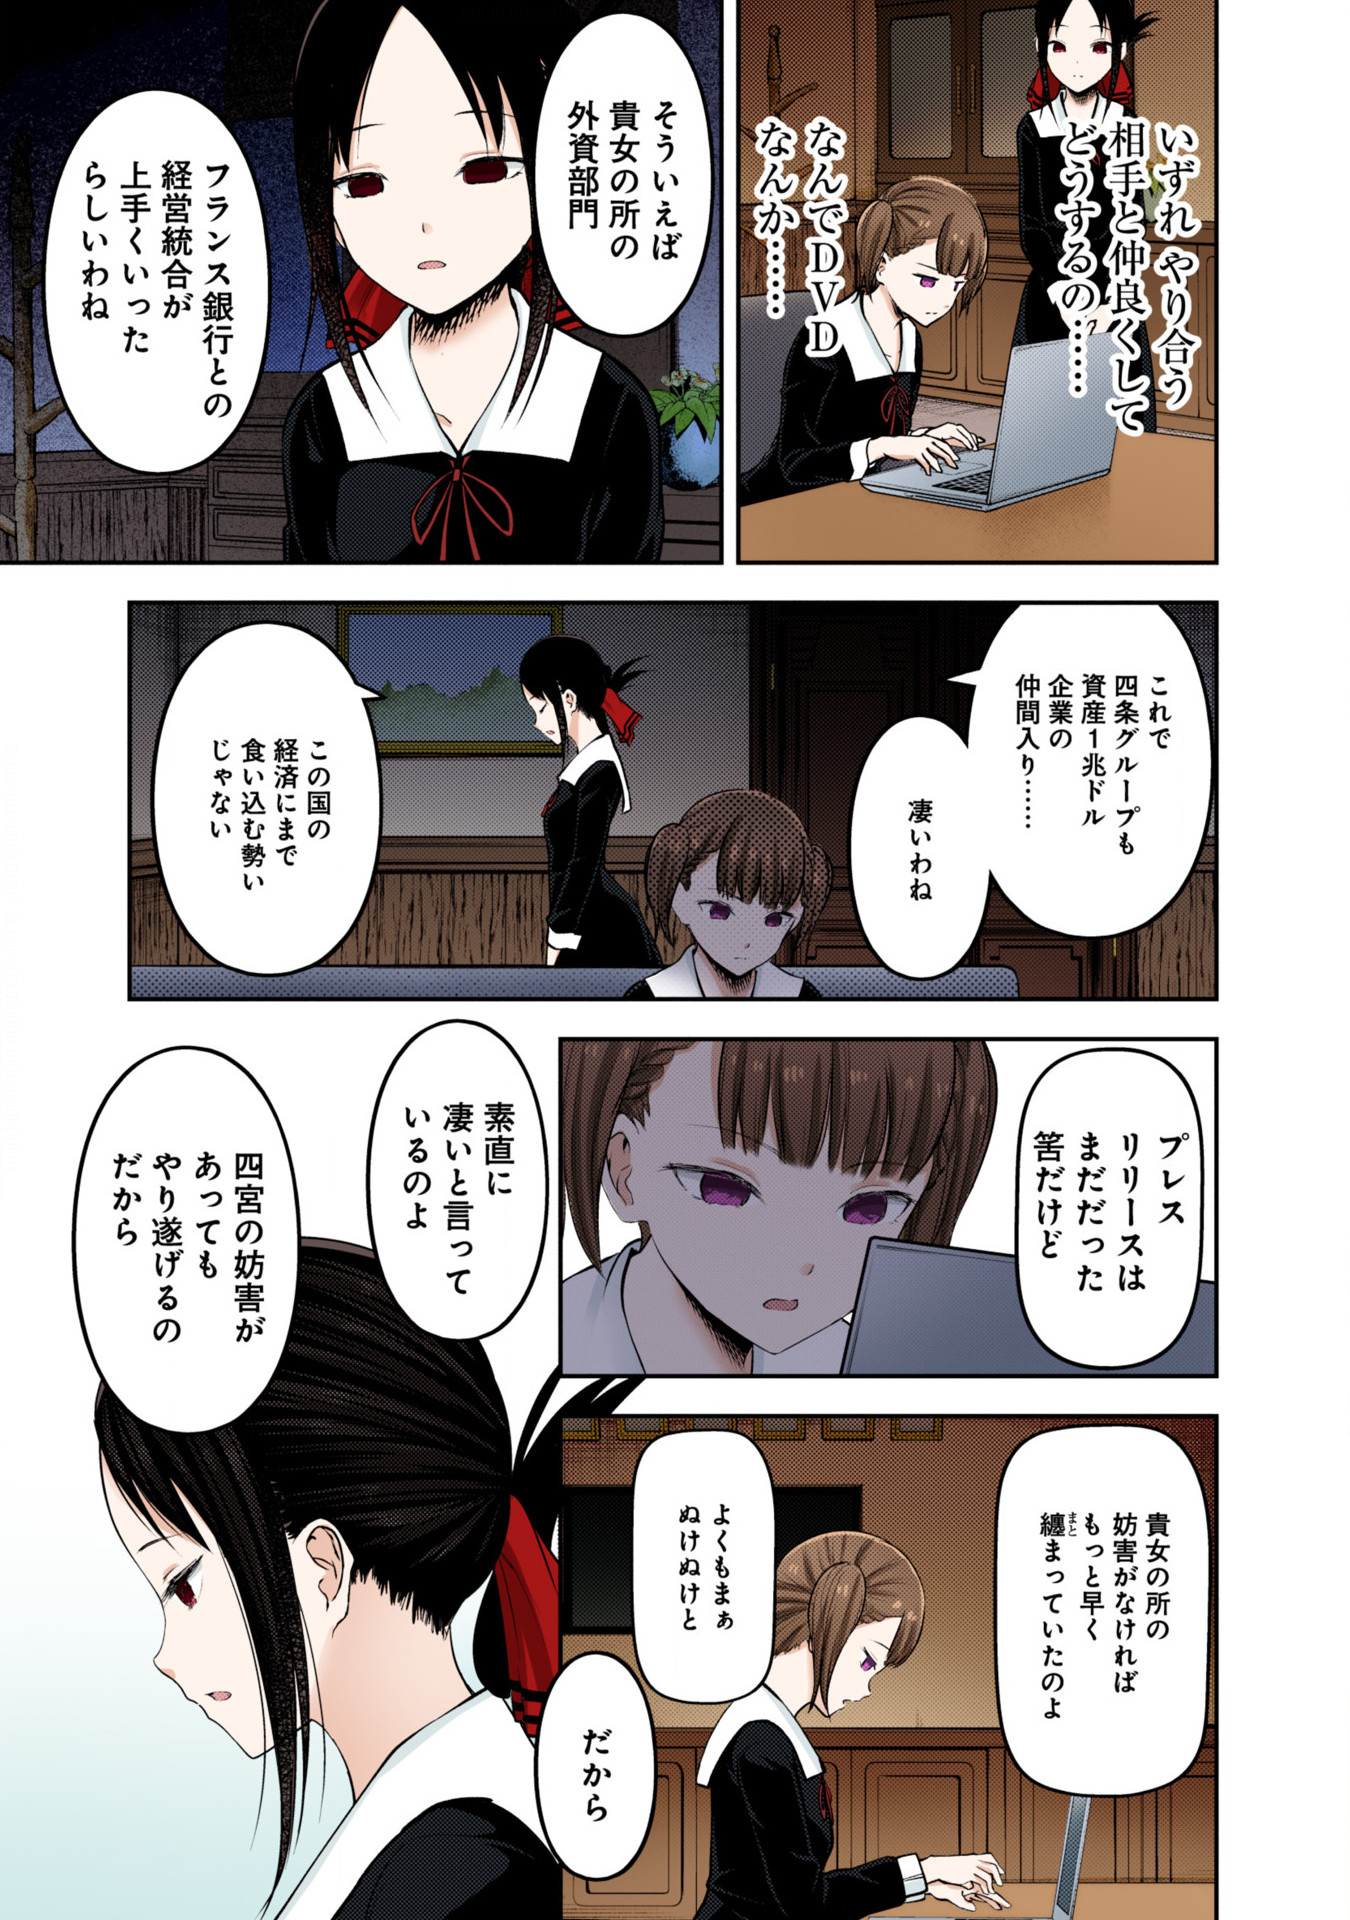 いずれ やり合う
相手と仲良くして
どうするの……
なんでDVD
なんか……
そういえば
貴女の所の
外資部門
フランス銀行との
経営統合が
上手くいった
らしいわね
これで
四条グループも
資産1兆ドル
企業の
仲間入り……
凄いわね
この国の
経済にまで
食い込む勢い
じゃない
プレス
リリースは
まだだった
筈だけど
素直に
凄いと言って
いるのよ
四宮の妨害が
あっても
やり遂げるの
だから
貴女の所の
妨害がなければ
もっと早く
纏まっていたのよ
まと
よくもまぁ
ぬけぬけと
だから